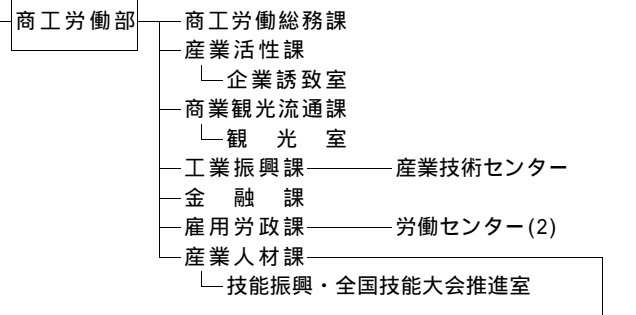 商工労働部 商工労働総務課
産業活性課
企業誘致室
商業観光流通課
観 光 室
工業振興課 産業技術センター
金 融 課
雇用労政課 労働センター(2)
産業人材課
技能振興・全国技能大会推進室